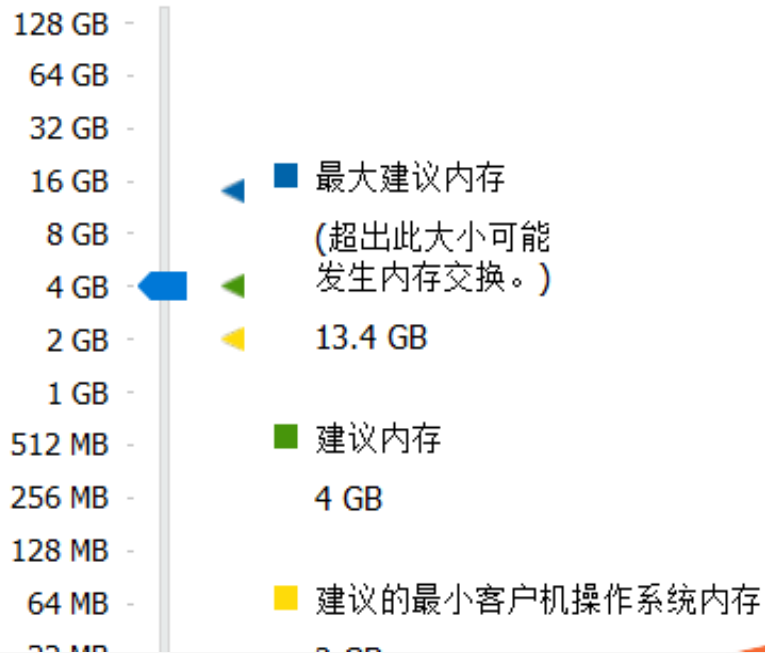 128 GB
64 GB
32 GB
16 GB
8 GB
4 GB
2 GB
1 GB
512 MB
256 MB
128 MB
64 MB
最大建议内存
(超出此大小可能
发生内存交换。)
13.4 GB
建议内存
4 GB
建议的最小客户机操作系统内存